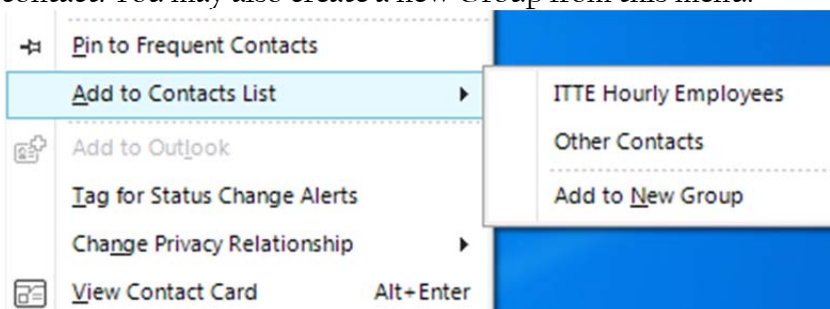 contact. You may also create a new Group from this menu.
Pin to Frequent Contacts
Add to Contacts List
ITTE Hourly Employees
Other Contacts
Add to Outlook
Add to New Group
Tag for Status Change Alerts
Change Privacy Relationship
View Contact Card Alt+Enter